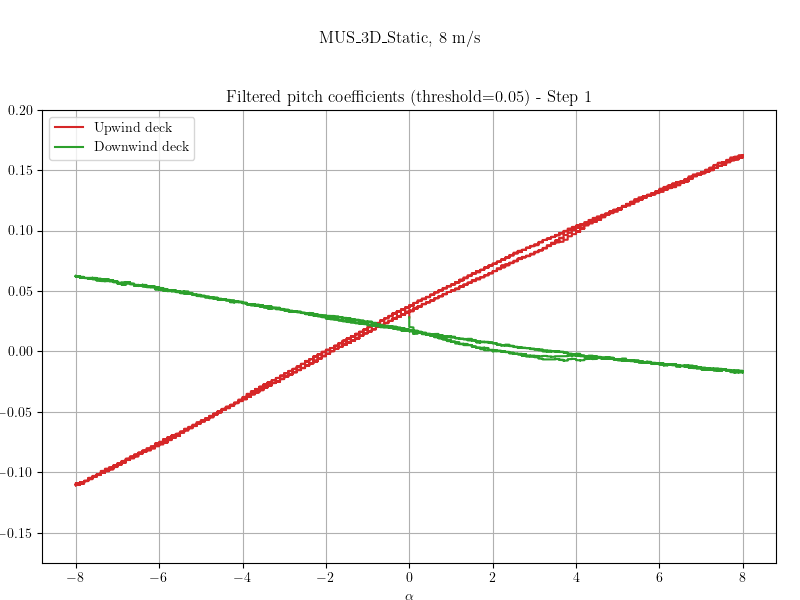 MUS_3D_Static, 8 m/s
Filtered pitch coefficients (threshold=0.05) - Step 1
Upwind deck
Downwind deck
0.20
0.15
0.10
0.05
0.00
−0.05
−0.10
−0.15
−8 −6 −4 −2 0 2 4 6 8
α